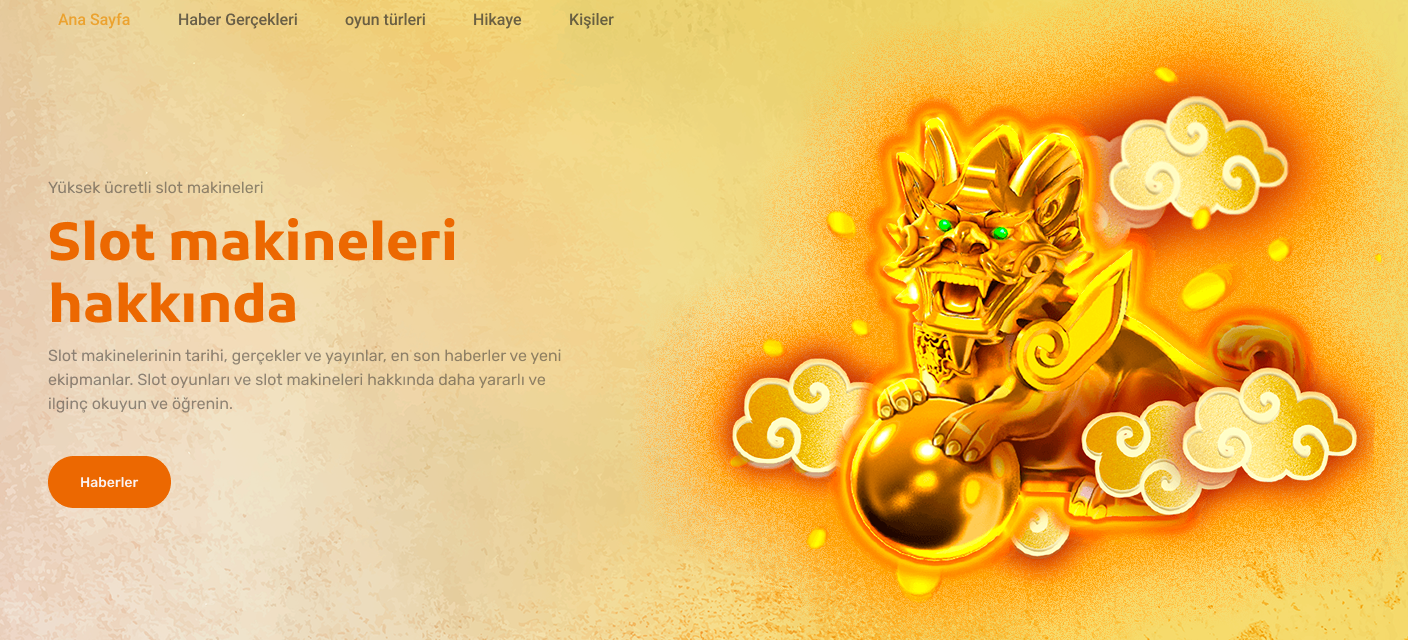 Ana Sayfa Haber Gerçekleri oyun türleri Hikaye Kişiler
Yüksek ücretli slot makineleri
Slot makineleri
hakkında
Slot makinelerinin tarihi, gerçekler ve yayınlar, en son haberler ve yeni
ekipmanlar. Slot oyunları ve slot makineleri hakkında daha yararlı ve
ilginç okuyun ve öğrenin.
Haberler